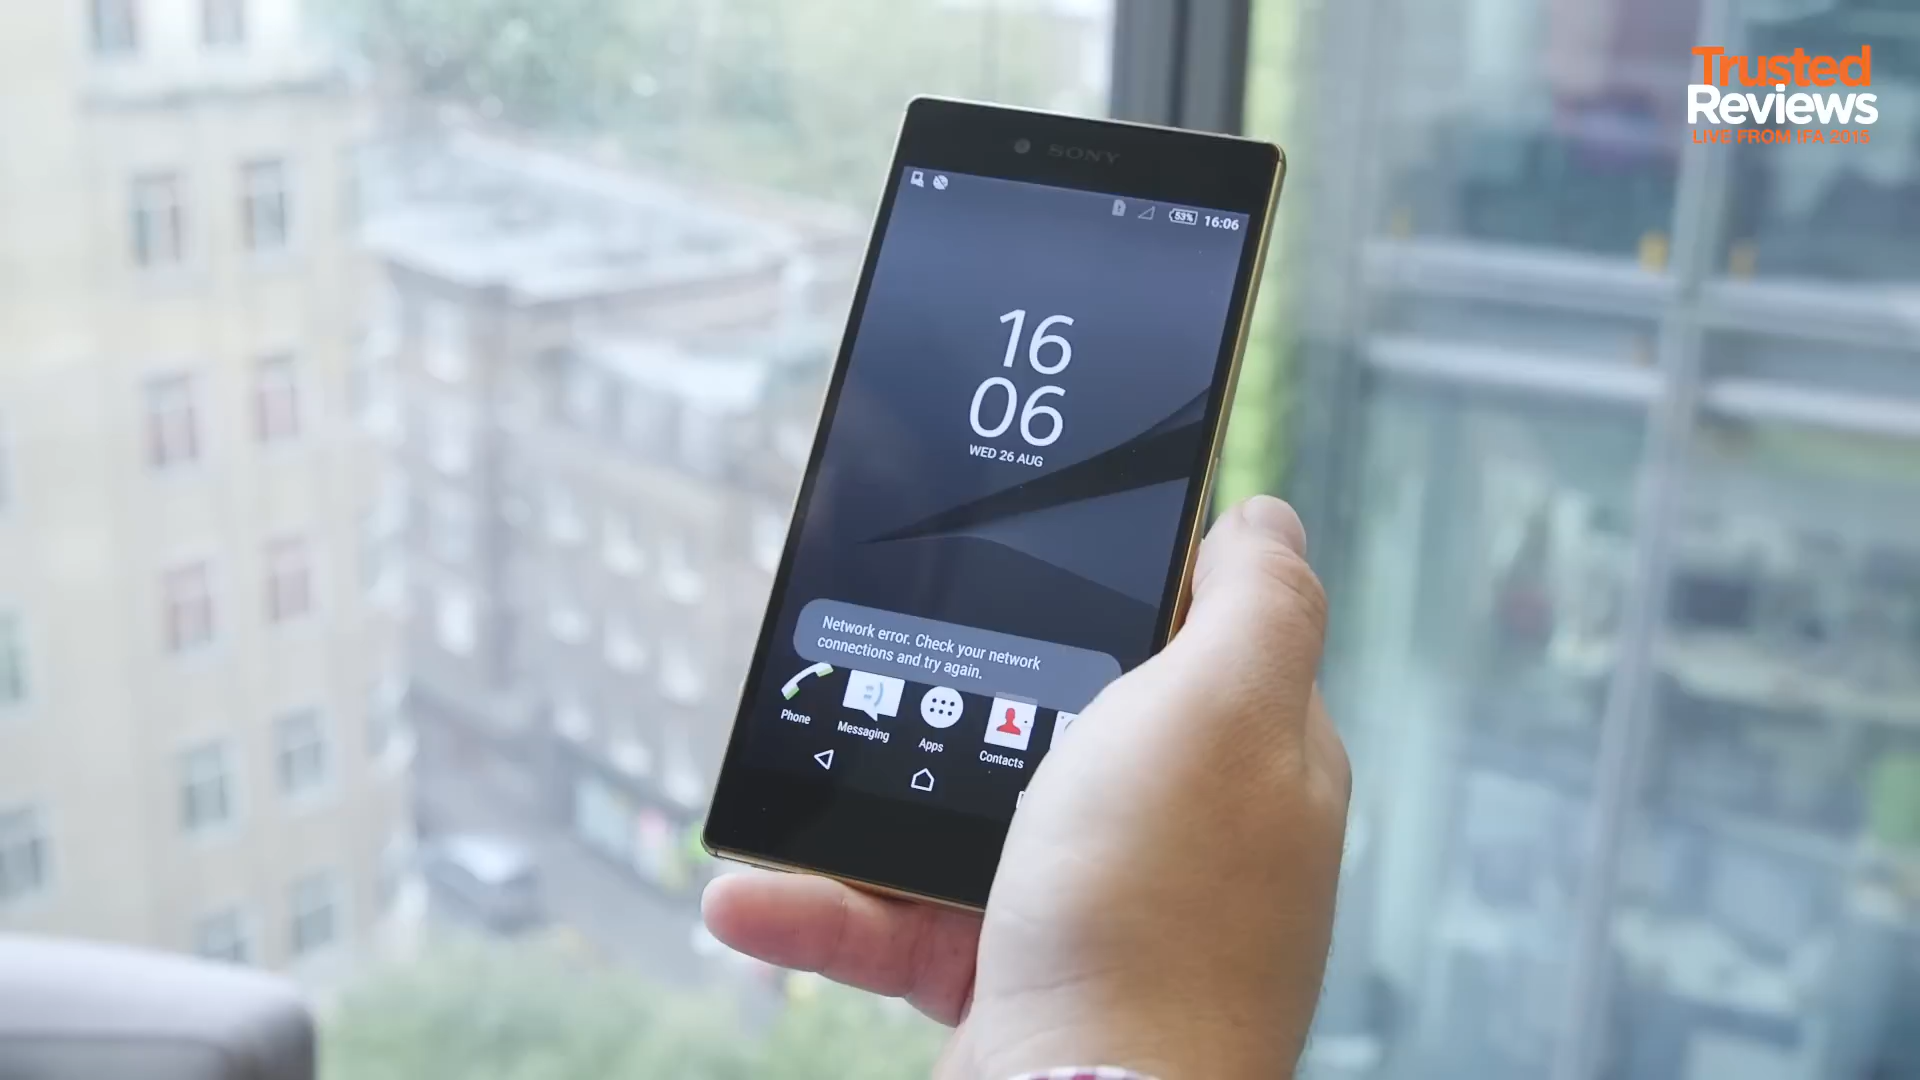 Trusted
Reviews
LIVE FROM IFA 2015
SONY
53%
16:06
16
06
WED 26 AUG
Network error. Check your network
connections and try again.
Phone
Messaging
Apps
Contacts